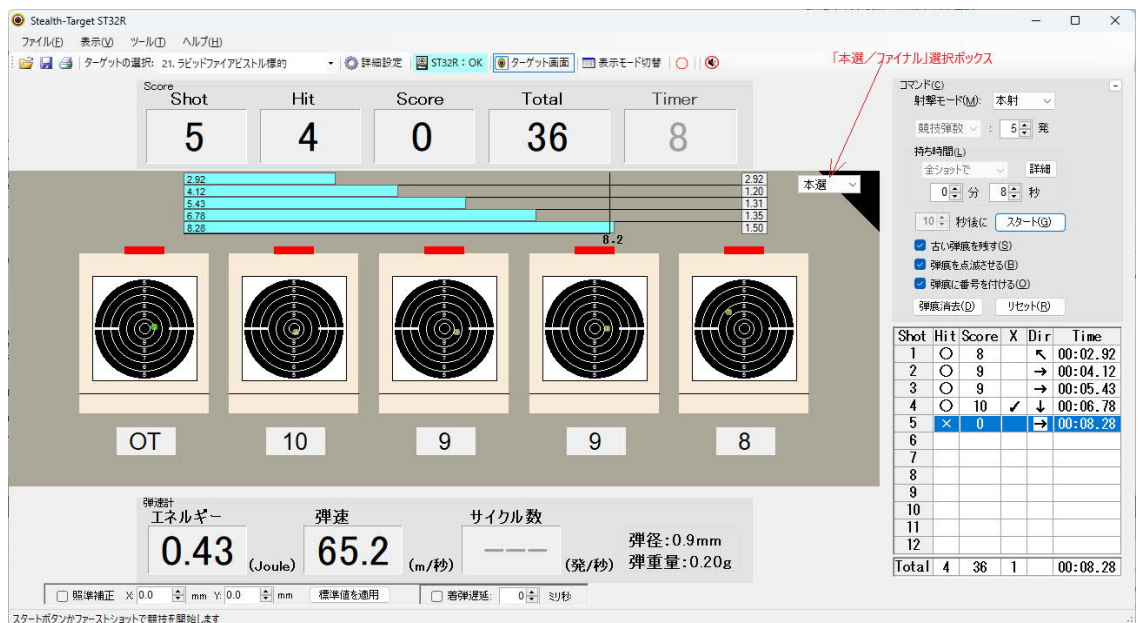 Stealth-Target ST32R
ファイル(F) 表示(V) ツール(T) ヘルプ(H)
ターゲットの選択: 21. ラピッドファイアピストル標的 詳細設定 ST32R : OK ターゲット画面 表示モード切替
「本選／ファイナル」選択ボックス
Score
Shot Hit Score Total Timer
5 4 0 36 8
2.92 2.92
4.12 1.20
5.43 1.31
6.78 1.35
8.28 1.50
8.2
本選
OT 10 9 9 8
弾速計
エネルギー 弾速 サイクル数
0.43 (Joule) 65.2 (m/秒) --- (発/秒)
弾径:0.9mm
弾重量:0.20g
照準補正 X: 0.0 mm Y: 0.0 mm 標準値を適用 着弾遅延: 0 ミリ秒
スタートボタンかファーストショットで競技を開始します
コマンド(C)
射撃モード(M): 本射
競技弾数 : 5 発
持ち時間(L)
全ショットで 詳細
0 分 8 秒
10 秒後に スタート(G)
古い弾痕を残す(S)
弾痕を点滅させる(B)
弾痕に番号を付ける(O)
弾痕消去(D) リセット(R)
Shot Hit Score X Dir Time
1 ○ 8 ↖ 00:02.92
2 ○ 9 → 00:04.12
3 ○ 9 → 00:05.43
4 ○ 10 ✓ ↓ 00:06.78
5 × 0 → 00:08.28
6
7
8
9
10
11
12
Total 4 36 1 00:08.28